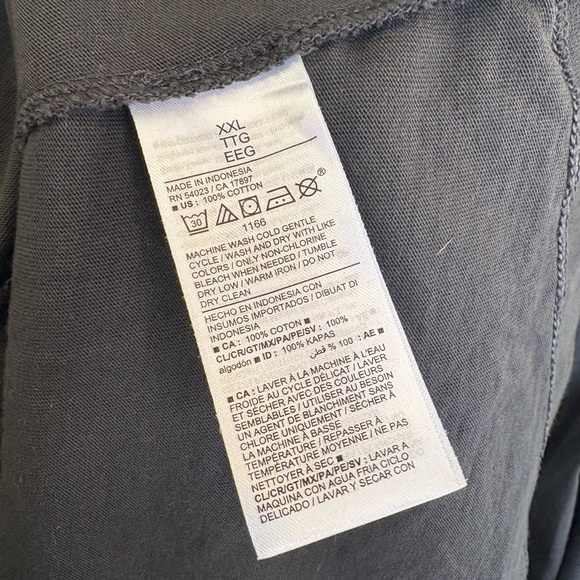 XXL
TTG
EEG
MADE IN INDONESIA
RN 54023 / CA 17897
■ US : 100% COTTON
30
®
1166
MACHINE WASH COLD GENTLE
CYCLE / WASH AND DRY WITH LIKE
COLORS / ONLY NON-CHLORINE
BLEACH WHEN NEEDED / TUMBLE
DRY LOW / WARM IRON / DO NOT
DRY CLEAN
HECHO EN INDONESIA CON
INSUMOS IMPORTADOS / DIBUAT DI
INDONESIA
■ CA : 100% COTON ■
CL/CR/GT/MX/PA/PE/SV : 100%
algodón ■ ID : 100% KAPAS
■ AE : 100 % قطن
■ CA : LAVER À LA MACHINE À L'EAU
FROIDE AU CYCLE DÉLICAT / LAVER
ET SÉCHER AVEC DES COULEURS
SEMBLABLES / UTILISER AU BESOIN
UN AGENT DE BLANCHIMENT SANS
CHLORE UNIQUEMENT / SÉCHER À
LA MACHINE À BASSE
TEMPÉRATURE / REPASSER À
TEMPÉRATURE MOYENNE / NE PAS
NETTOYER À SEC ■
CL/CR/GT/MX/PA/PE/SV : LAVAR A
MAQUINA CON AGUA FRIA CICLO
DELICADO / LAVAR Y SECAR CON